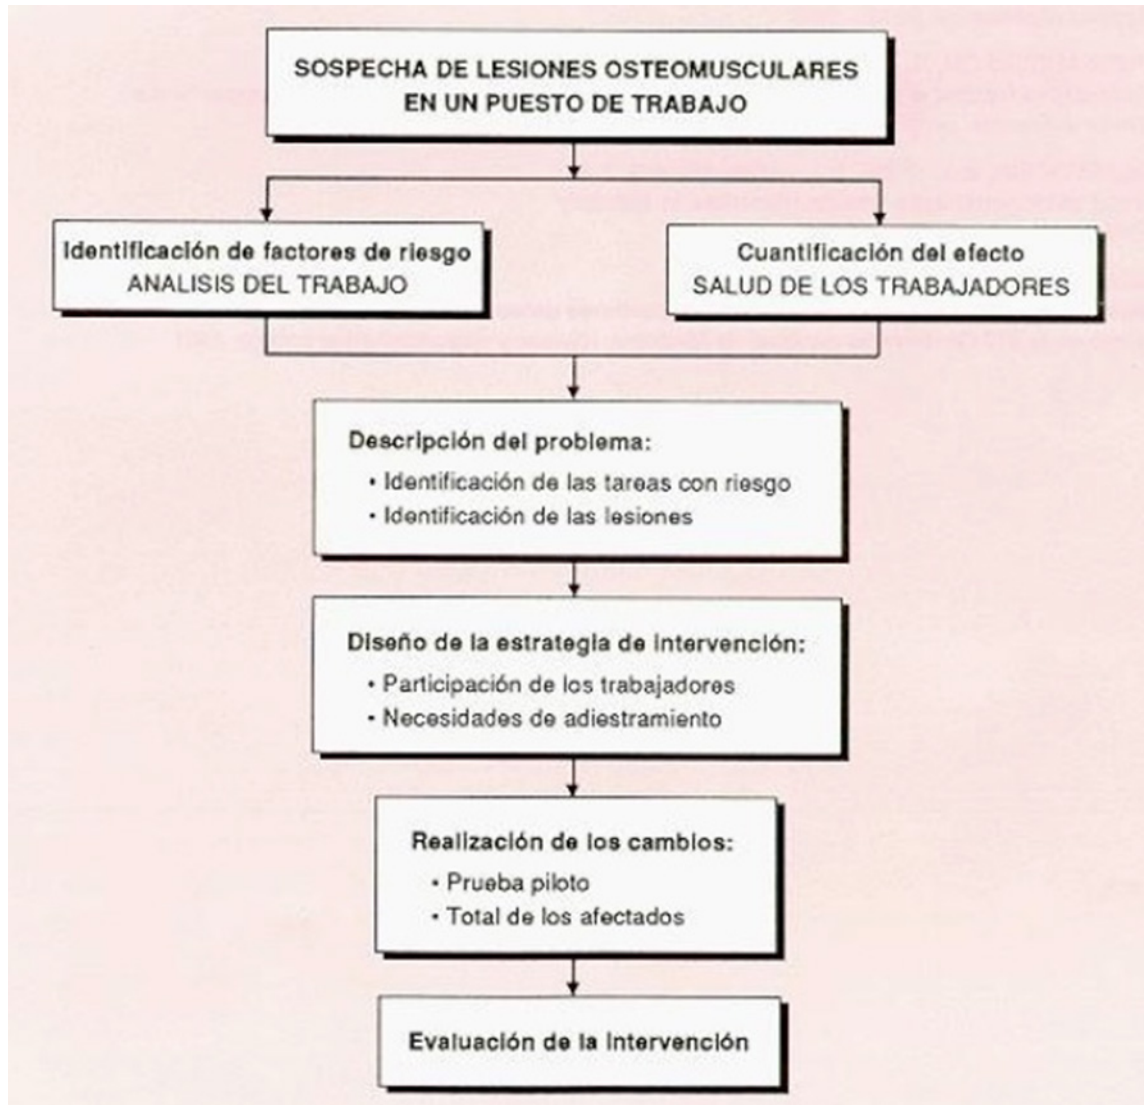 SOSPECHA DE LESIONES OSTEOMUSCULARES
EN UN PUESTO DE TRABAJO
Identificación de factores de riesgo
ANALISIS DEL TRABAJO
Cuantificación del efecto
SALUD DE LOS TRABAJADORES
Descripción del problema:
• Identificación de las tareas con riesgo
• Identificación de las lesiones
Diseño de la estrategia de intervención:
• Participación de los trabajadores
• Necesidades de adiestramiento
Realización de los cambios:
• Prueba piloto
• Total de los afectados
Evaluación de la intervención